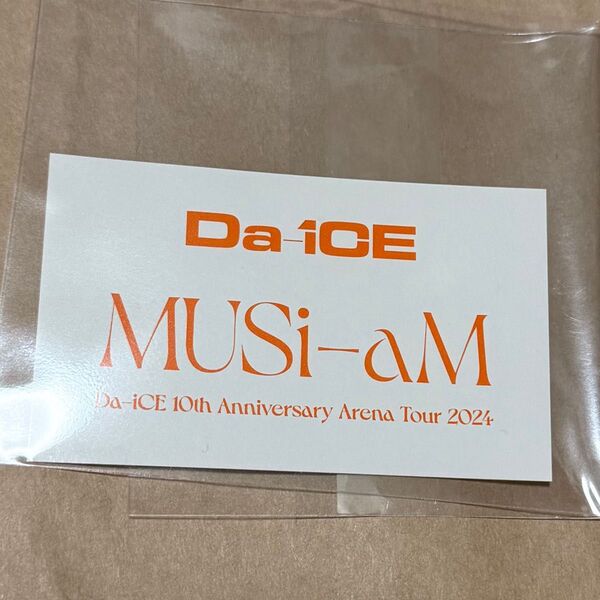 Da-iCE
MUSi-aM
Da-iCE 10th Anniversary Arena Tour 2024